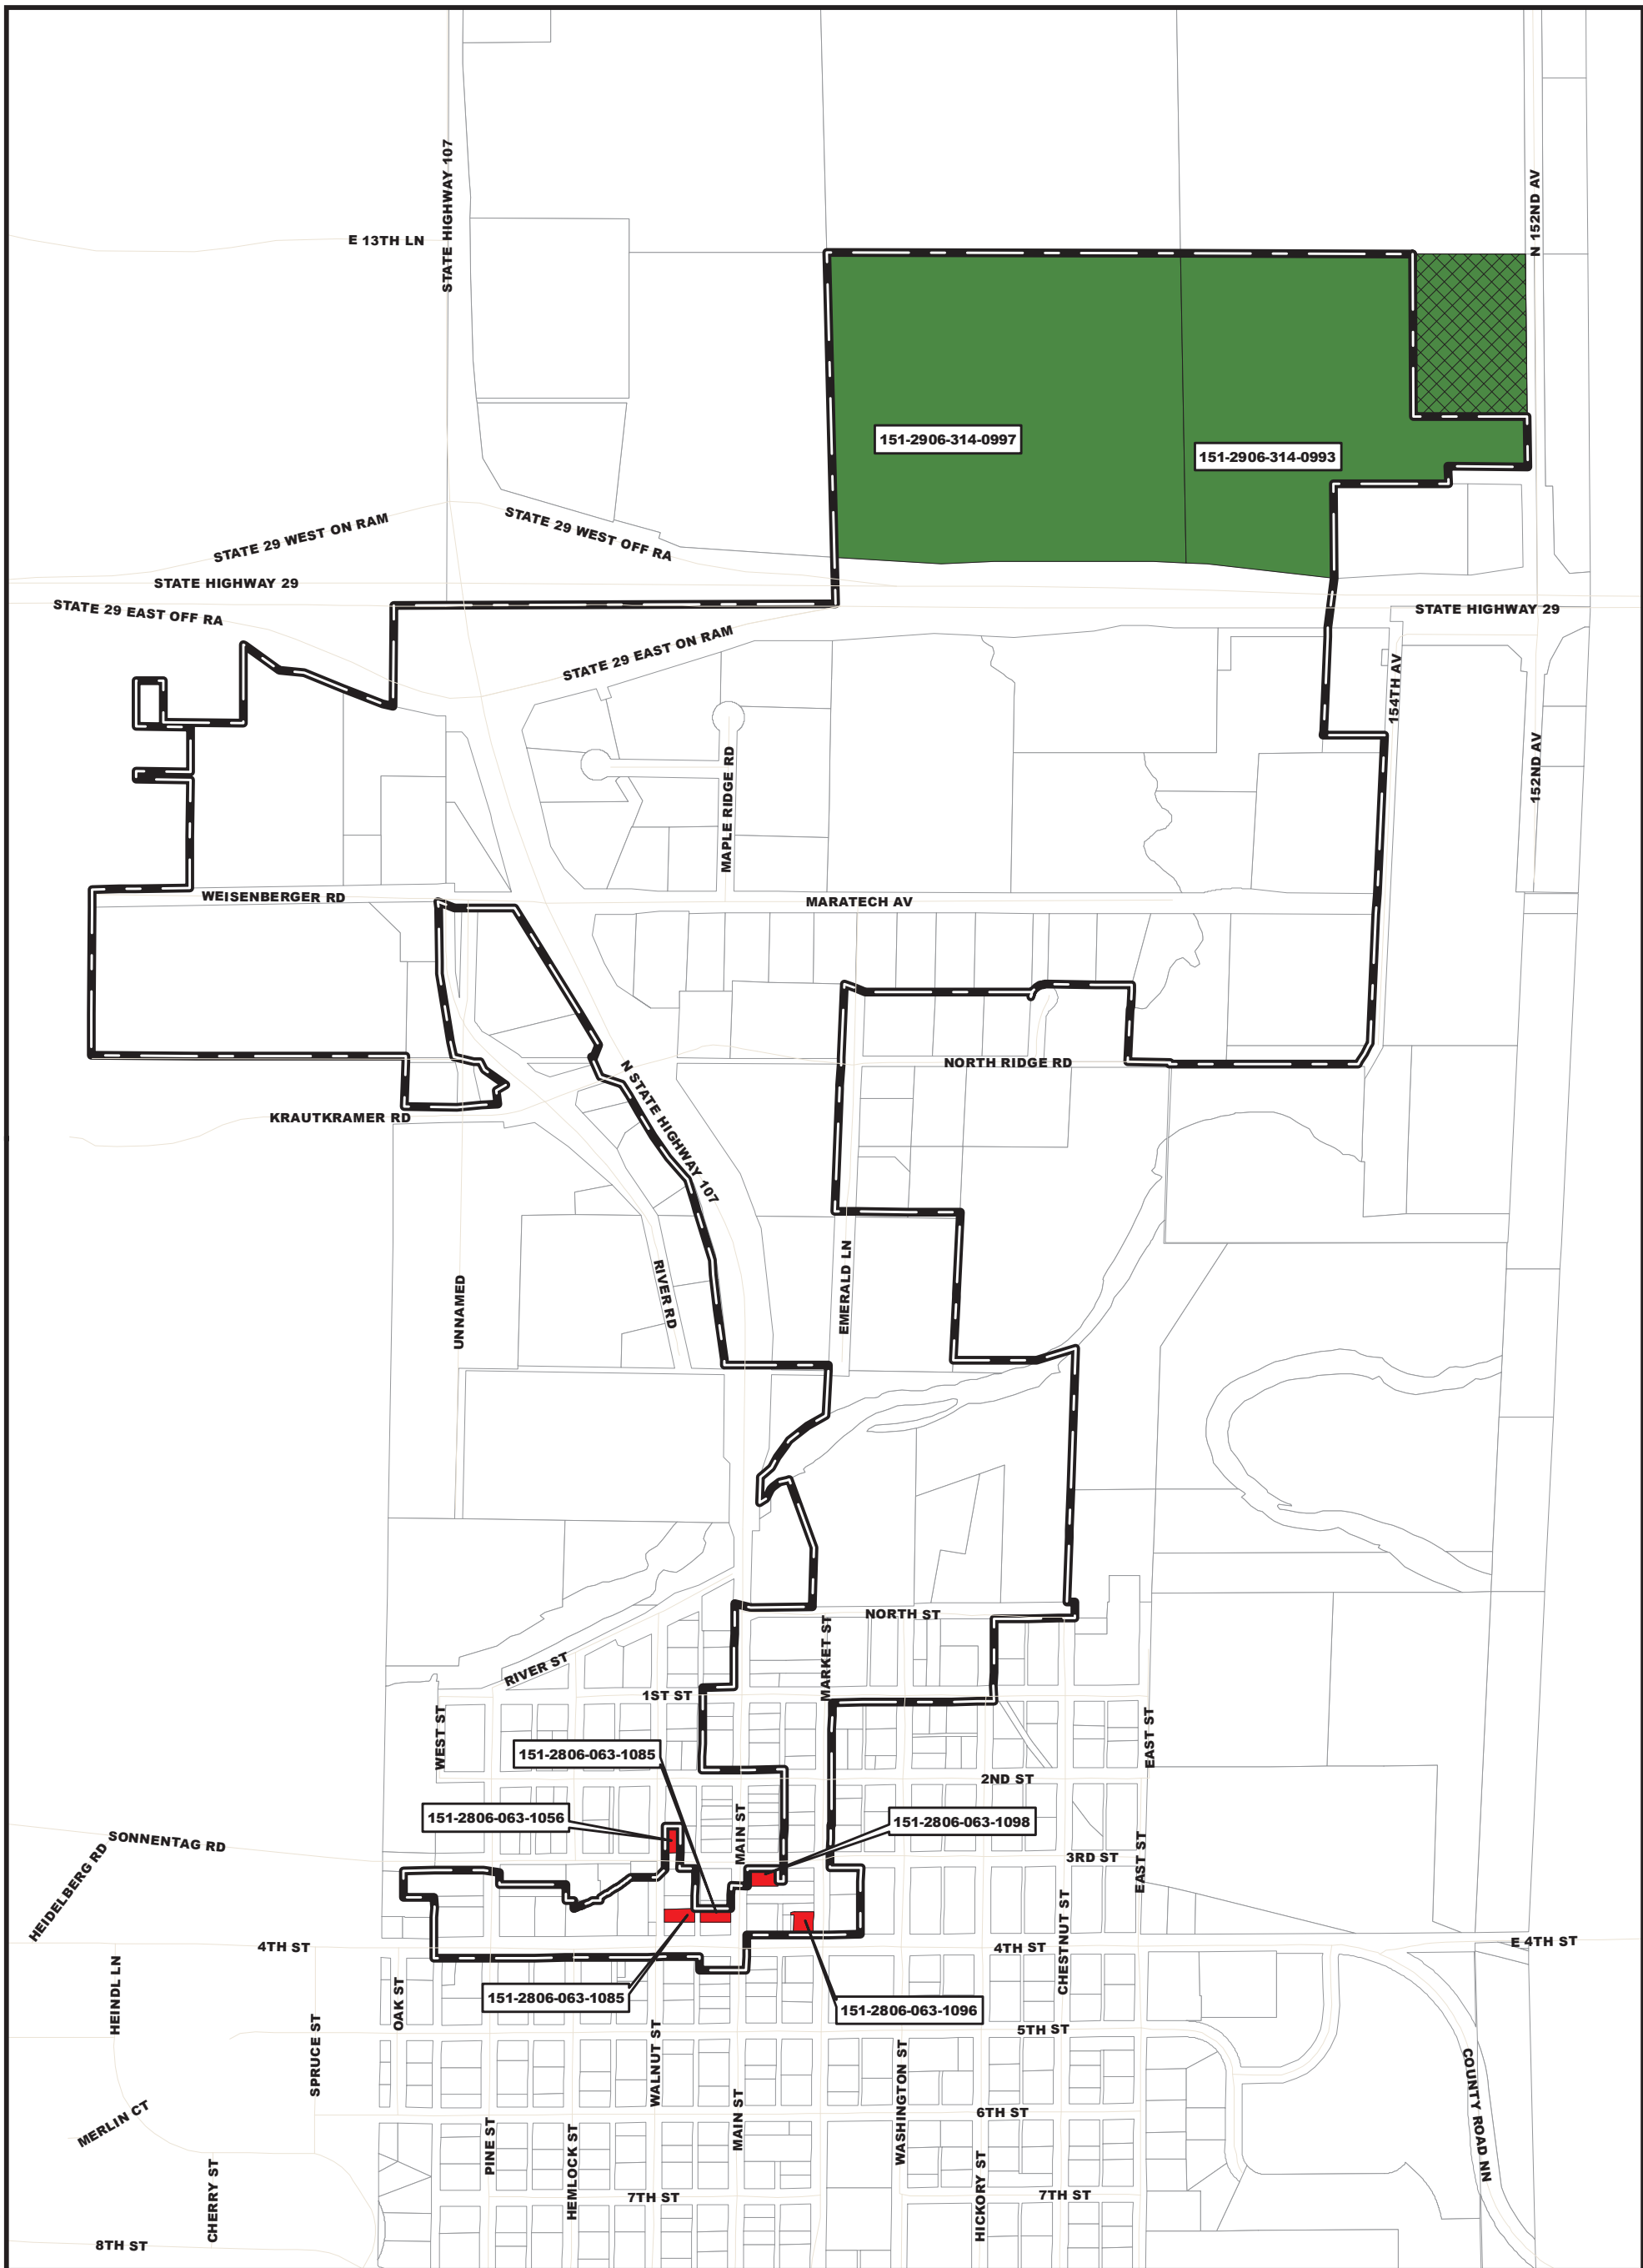 STATE HIGHWAY 107
N 152ND AV
E 13TH LN
151-2906-314-0997
151-2906-314-0993
STATE 29 WEST ON RAM
STATE 29 WEST OFF RA
STATE HIGHWAY 29
STATE 29 EAST OFF RA
STATE HIGHWAY 29
STATE 29 EAST ON RAM
154TH AV
MAPLE RIDGE RD
152ND AV
WEISENBERGER RD
MARATECH AV
NORTH RIDGE RD
KRAUTKRAMER RD
N STATE HIGHWAY 107
UNNAMED
RIVER RD
EMERALD LN
NORTH ST
MARKET ST
RIVER ST
1ST ST
WEST ST
EAST ST
151-2806-063-1085
2ND ST
151-2806-063-1056
MAIN ST
151-2806-063-1098
SONNENTAG RD
HEIDELBERG RD
3RD ST
EAST ST
CHESTNUT ST
4TH ST
4TH ST
E 4TH ST
HEINDL LN
OAK ST
151-2806-063-1085
151-2806-063-1096
SPRUCE ST
WALNUT ST
5TH ST
WASHINGTON ST
COUNTY ROAD NN
MERLIN CT
PINE ST
HEMLOCK ST
MAIN ST
6TH ST
CHERRY ST
7TH ST
HICKORY ST
7TH ST
8TH ST